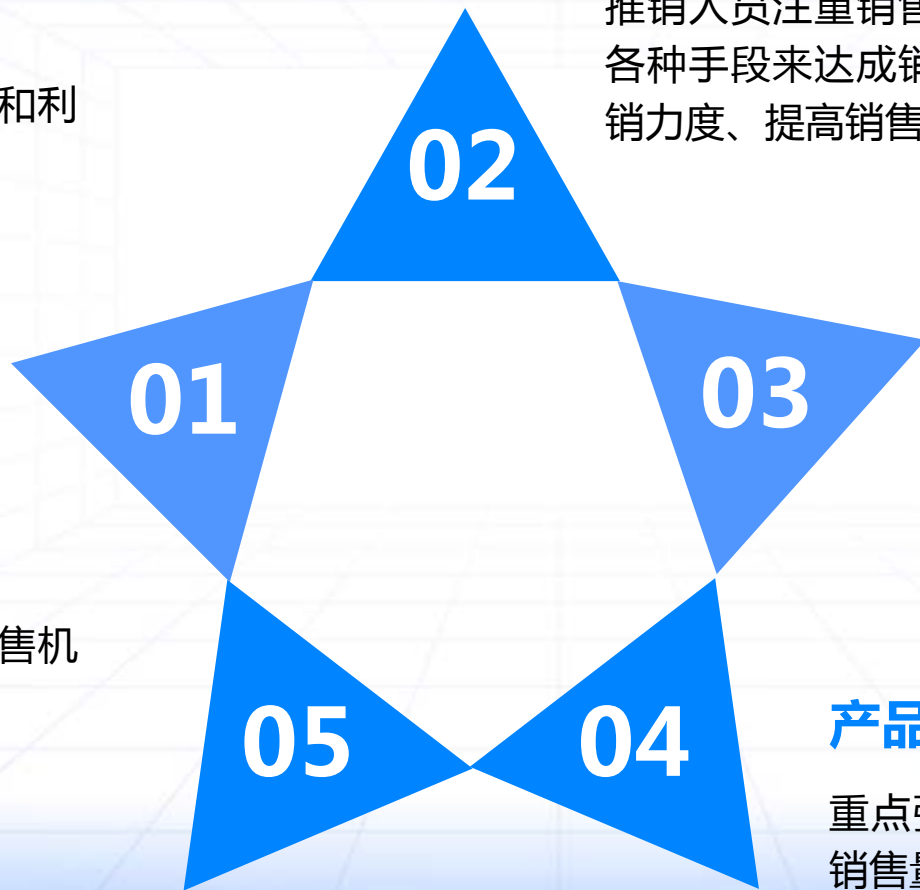 推销人员注重销售
各种手段来达成销
和利
销力度、提高销售
02
01
03
售机
05
04
产品
重点强
销售量